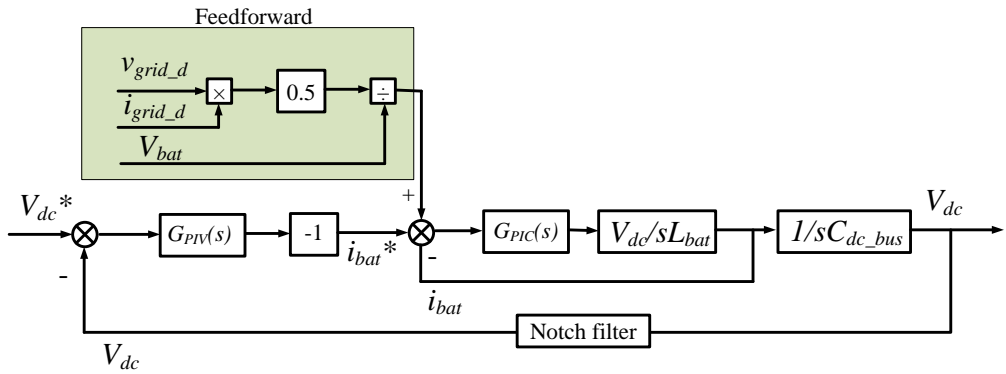 Feedforward
v_grid_d
i_grid_d
V_bat
×
0.5
÷
+
V_dc*
-
G_PIV(s)
-1
i_bat*
-
G_PIC(s)
V_dc/sL_bat
1/sC_dc_bus
V_dc
i_bat
Notch filter
V_dc